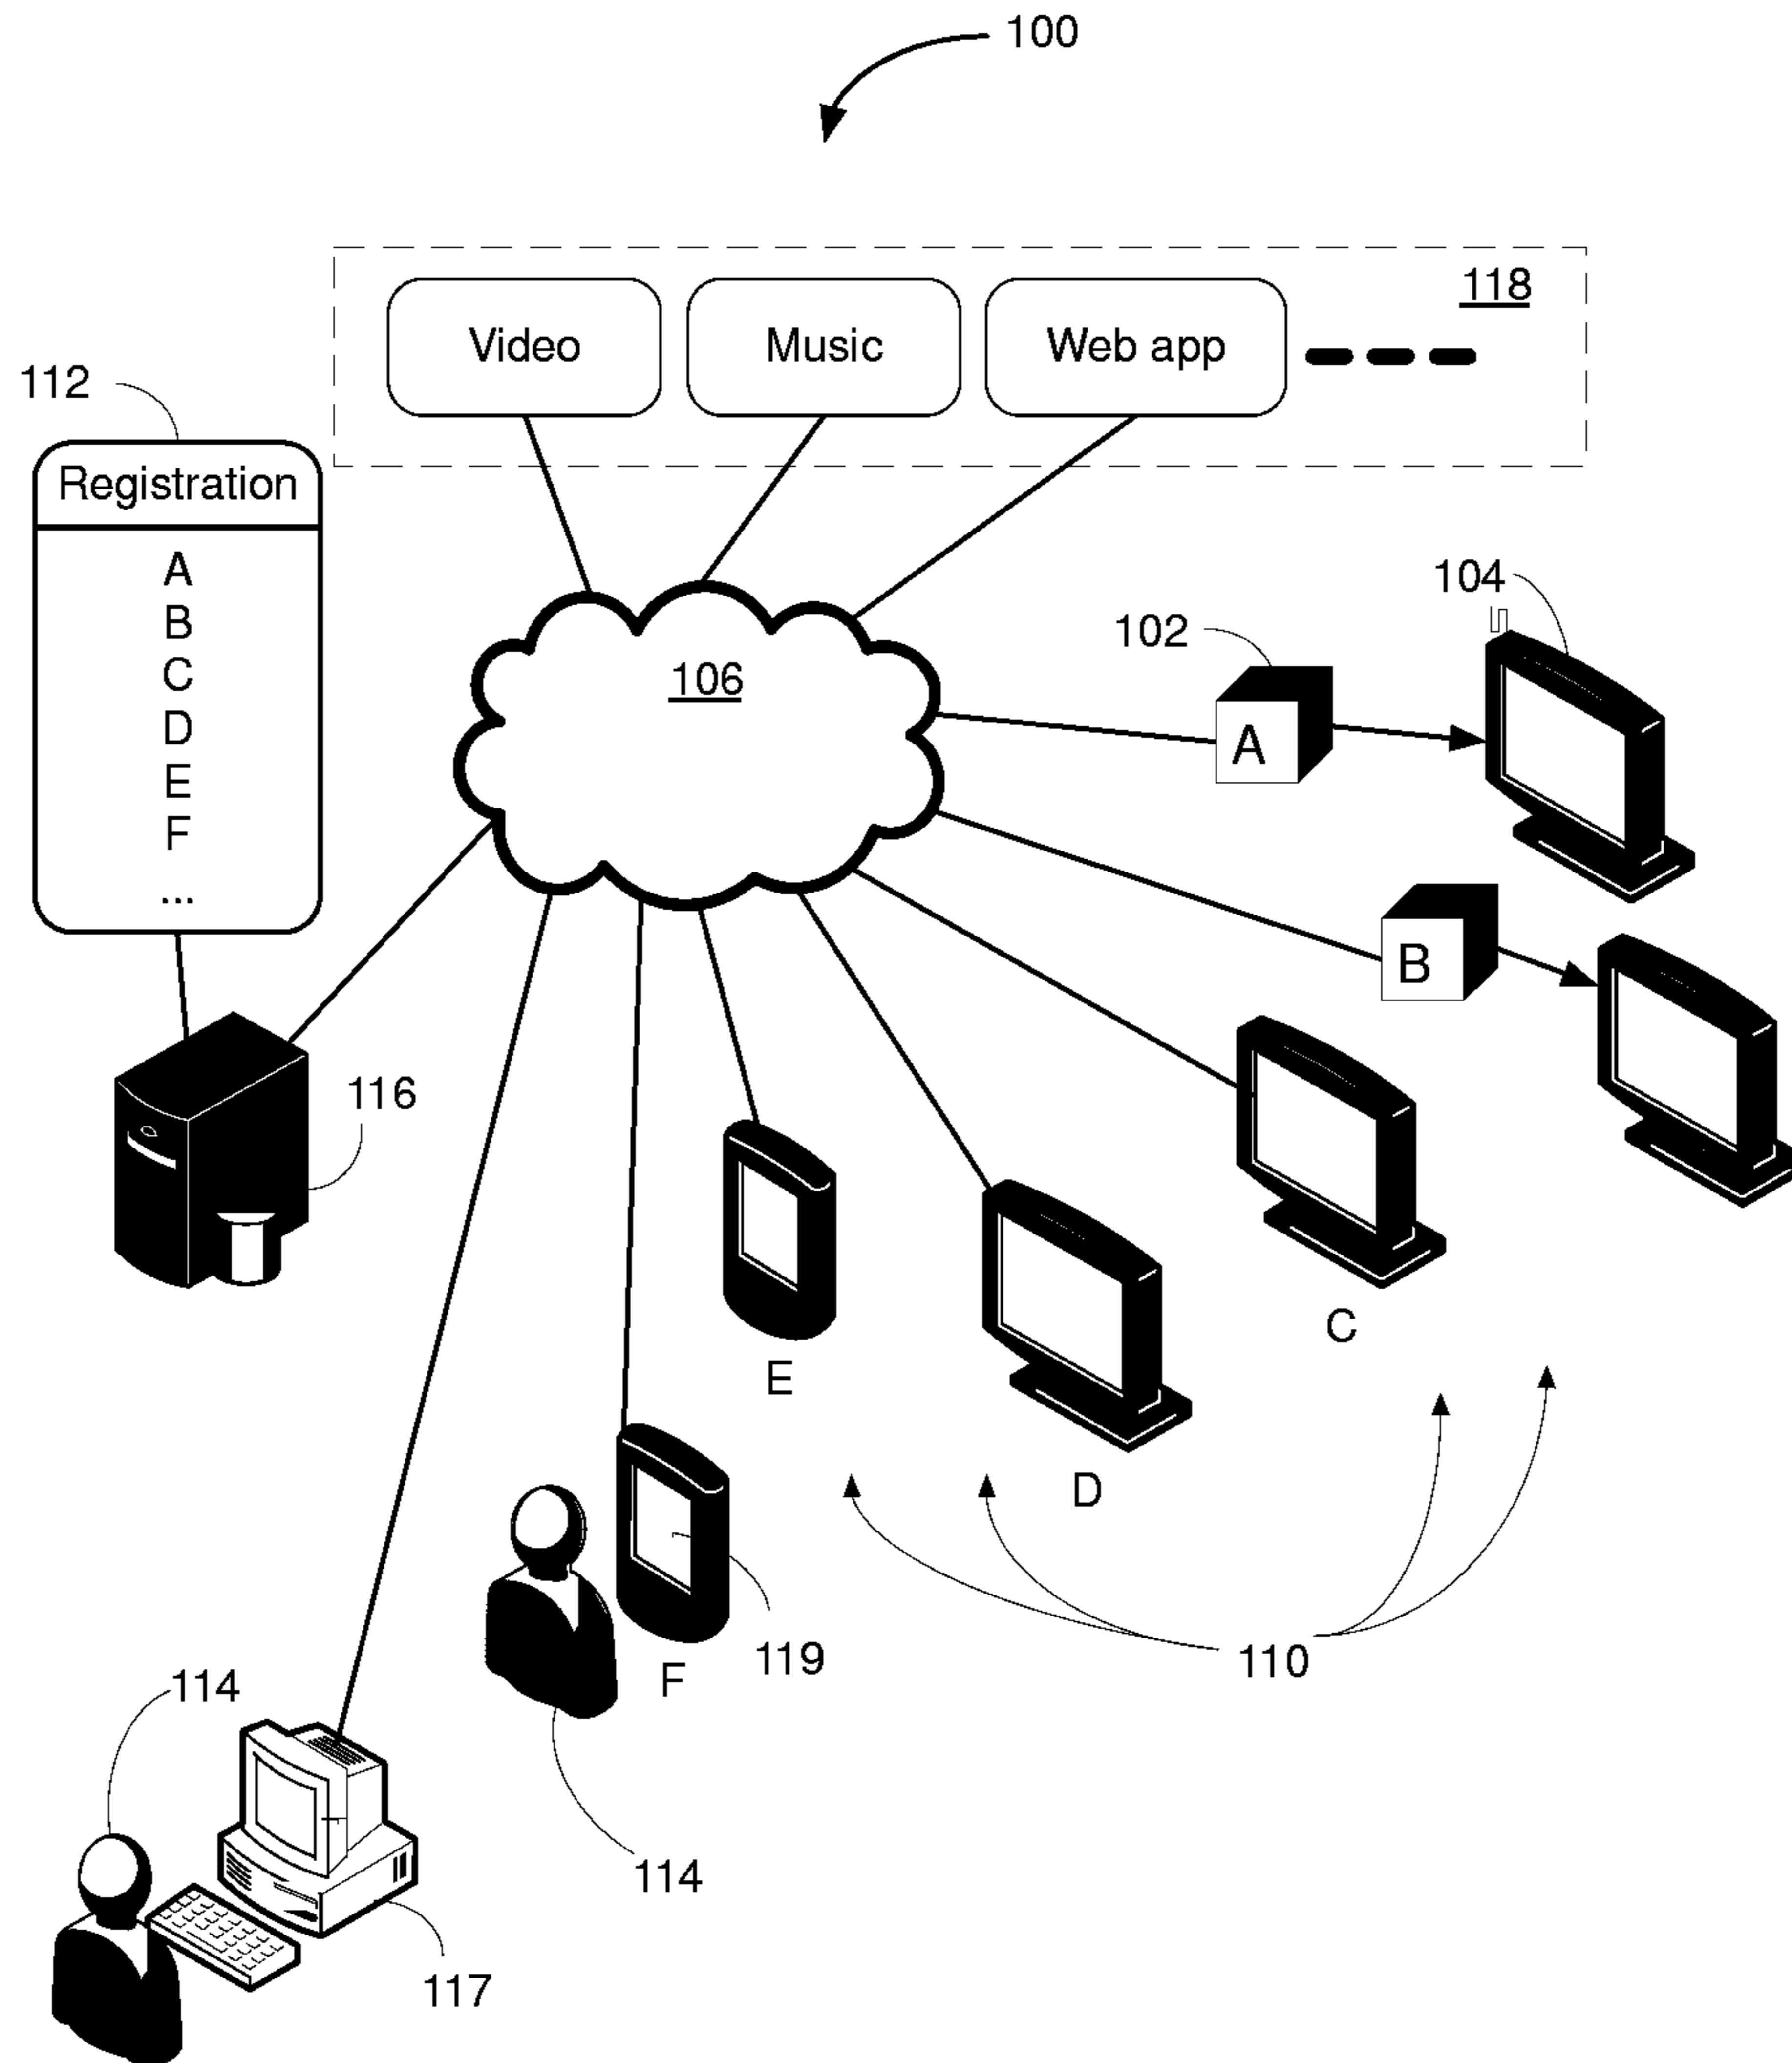 100
118
Video
Music
Web app
112
Registration
A
B
C
D
E
F
...
104
102
106
A
B
116
C
E
D
119
110
F
114
114
117